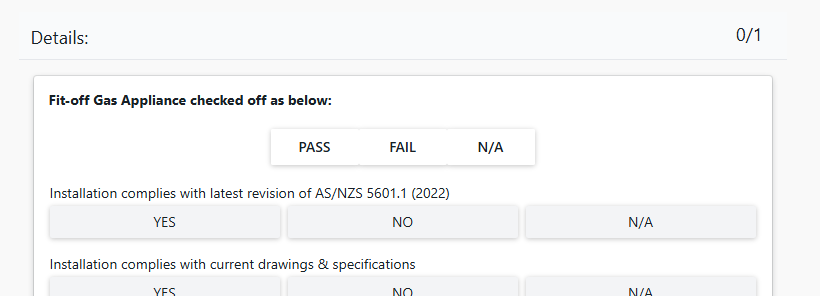 Details: 0/1
Fit-off Gas Appliance checked off as below:
PASS FAIL N/A
Installation complies with latest revision of AS/NZS 5601.1 (2022)
YES NO N/A
Installation complies with current drawings & specifications
YES NO N/A